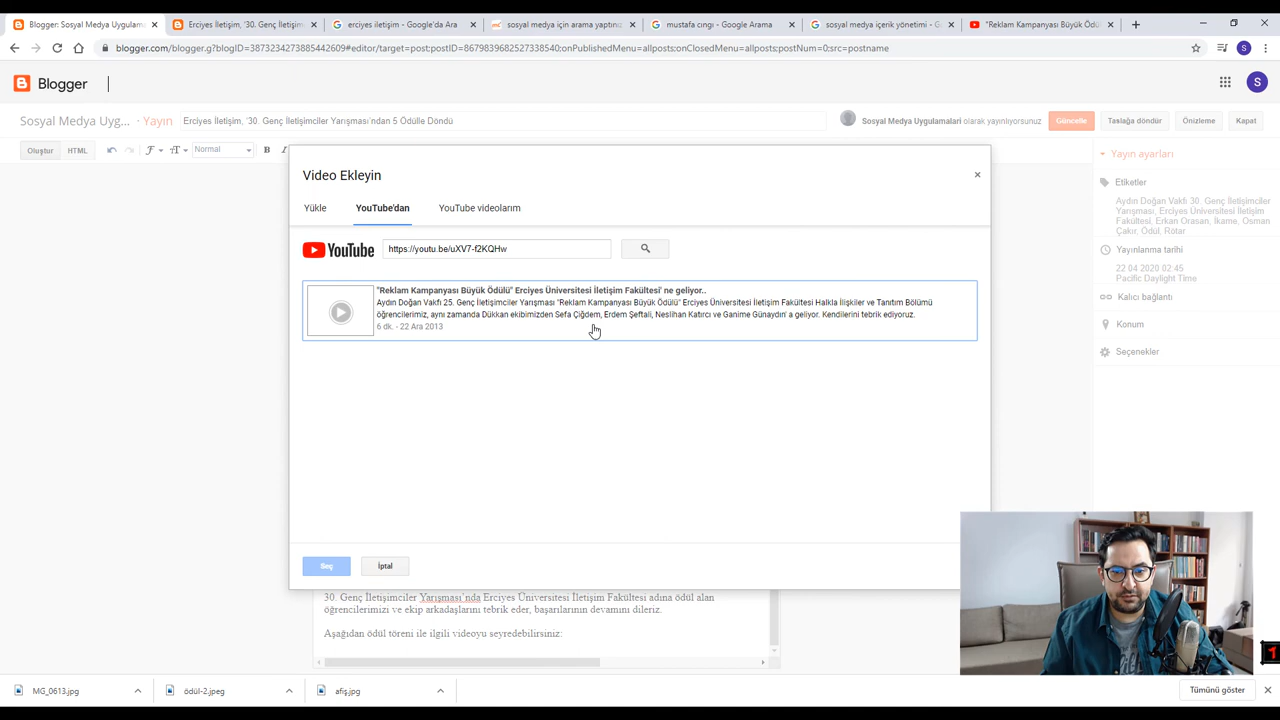 Blogger: Sosyal Medya Uygulama
Erciyes İletişim, '30. Genç İletişim
erciyes iletişim - Google'da Ara
sosyal medya için arama yaptınız
mustafa cıngı - Google Arama
sosyal medya içerik yönetimi - G
"Reklam Kampanyası Büyük Ödülü
blogger.com/blogger.g?blogID=3873234273885442609#editor/target=post;postID=8679839682527338540;onPublishedMenu=allposts;onClosedMenu=allposts;postNum=0;src=postname
S
Blogger
S
Sosyal Medya Uyg... · Yayın
Erciyes İletişim, '30. Genç İletişimciler Yarışması'ndan 5 Ödülle Döndü
Sosyal Medya Uygulamalari olarak yayınlıyorsunuz
Güncelle
Taslağa döndür
Önizleme
Kapat
Oluştur
HTML
Normal
B
I
Yayın ayarları
Etiketler
Aydın Doğan Vakfı 30. Genç İletişimciler
Yarışması, Erciyes Üniversitesi İletişim
Fakültesi, Erkan Orasan, İkame, Osman
Çakır, Ödül, Rötar
Yayınlanma tarihi
22 04 2020 02:45
Pacific Daylight Time
Kalıcı bağlantı
Konum
Seçenekler
Video Ekleyin
×
Yükle
YouTube'dan
YouTube videolarım
YouTube
https://youtu.be/uXV7-f2KQHw
"Reklam Kampanyası Büyük Ödülü" Erciyes Üniversitesi İletişim Fakültesi' ne geliyor..
Aydın Doğan Vakfı 25. Genç İletişimciler Yarışması "Reklam Kampanyası Büyük Ödülü" Erciyes Üniversitesi İletişim Fakültesi Halkla İlişkiler ve Tanıtım Bölümü
öğrencilerimiz, aynı zamanda Dükkan ekibimizden Sefa Çiğdem, Erdem Şeftali, Neslihan Katırcı ve Ganime Günaydın' a geliyor. Kendilerini tebrik ediyoruz.
6 dk. - 22 Ara 2013
Seç
İptal
30. Genç İletişimciler Yarışması'nda Erciyes Üniversitesi İletişim Fakültesi adına ödül alan
öğrencilerimizi ve ekip arkadaşlarını tebrik eder, başarılarının devamını dileriz.
Aşağıdan ödül töreni ile ilgili videoyu seyredebilirsiniz:
MG_0613.jpg
ödül-2.jpeg
afiş.jpg
Tümünü göster